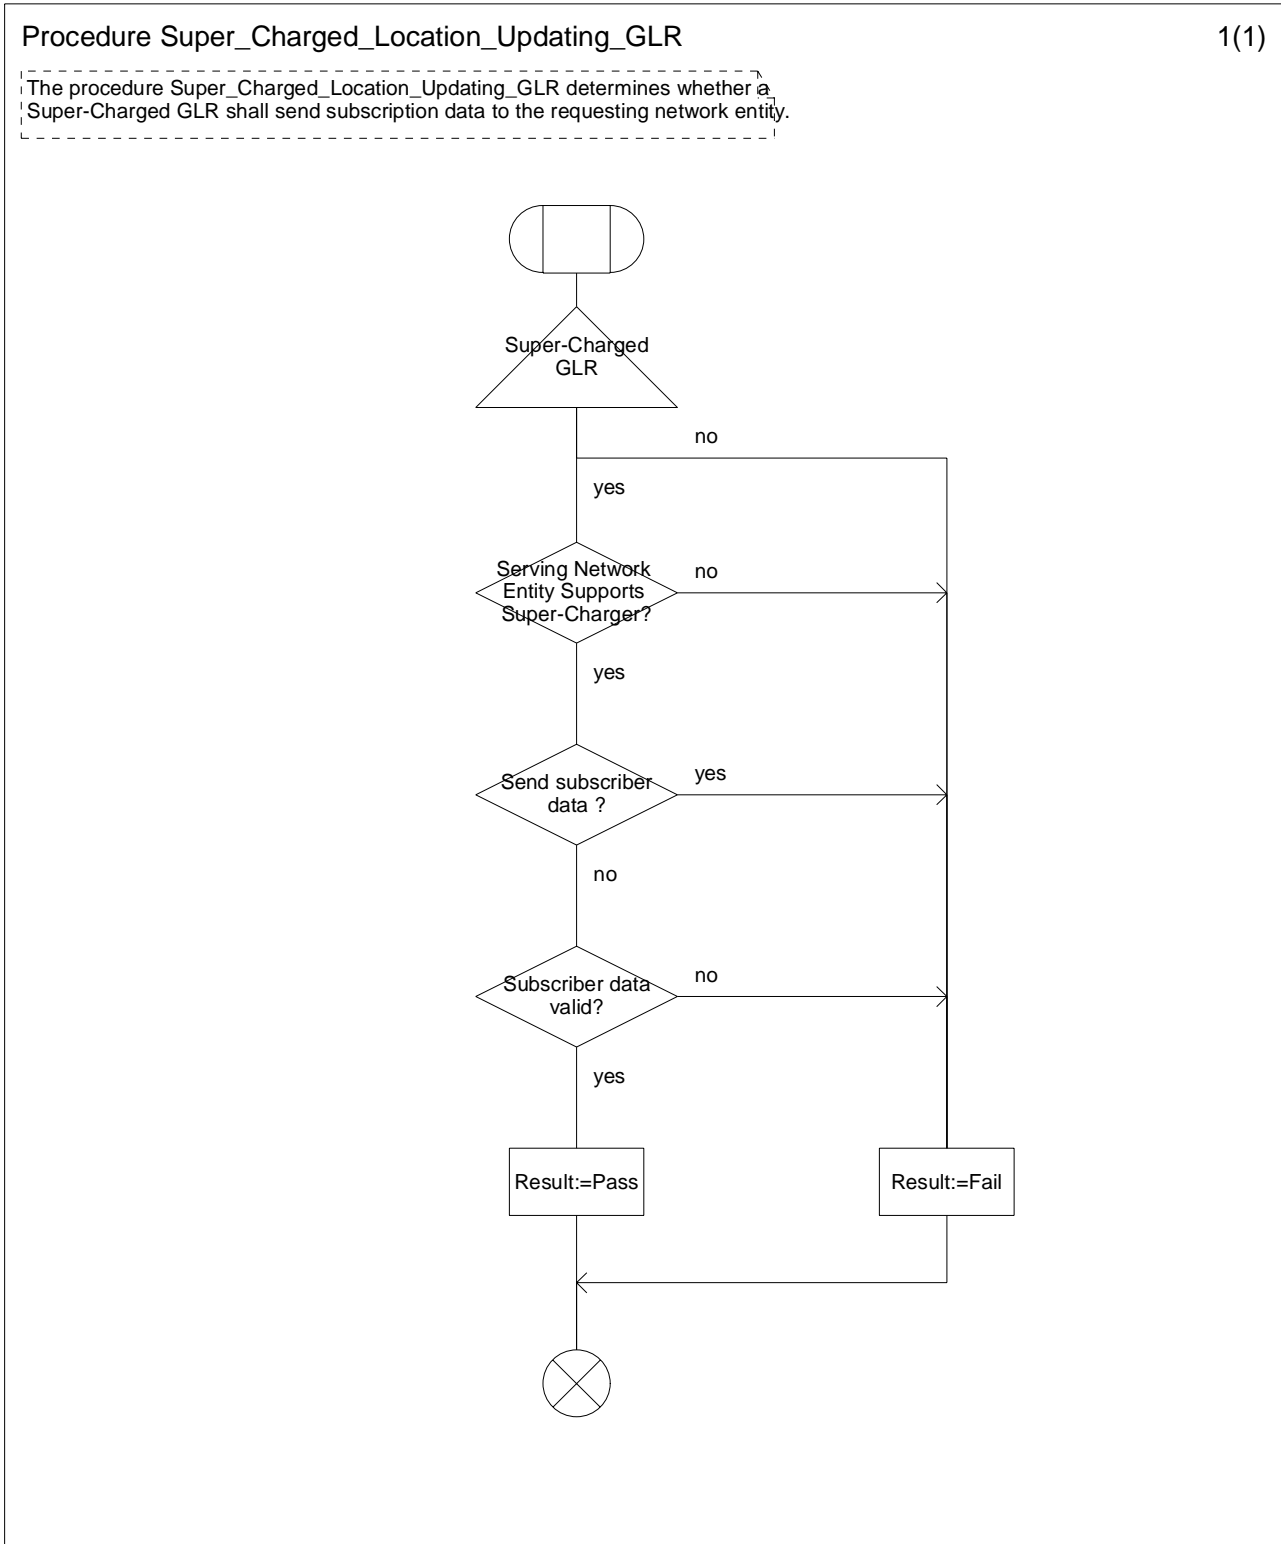 Procedure Super_Charged_Location_Updating_GLR
1(1)
The procedure Super_Charged_Location_Updating_GLR determines whether a
Super-Charged GLR shall send subscription data to the requesting network entity.
Super-Charged
GLR
no
yes
Serving Network
Entity Supports
Super-Charger?
no
yes
Send subscriber
data ?
yes
no
Subscriber data
valid?
no
yes
Result:=Pass
Result:=Fail